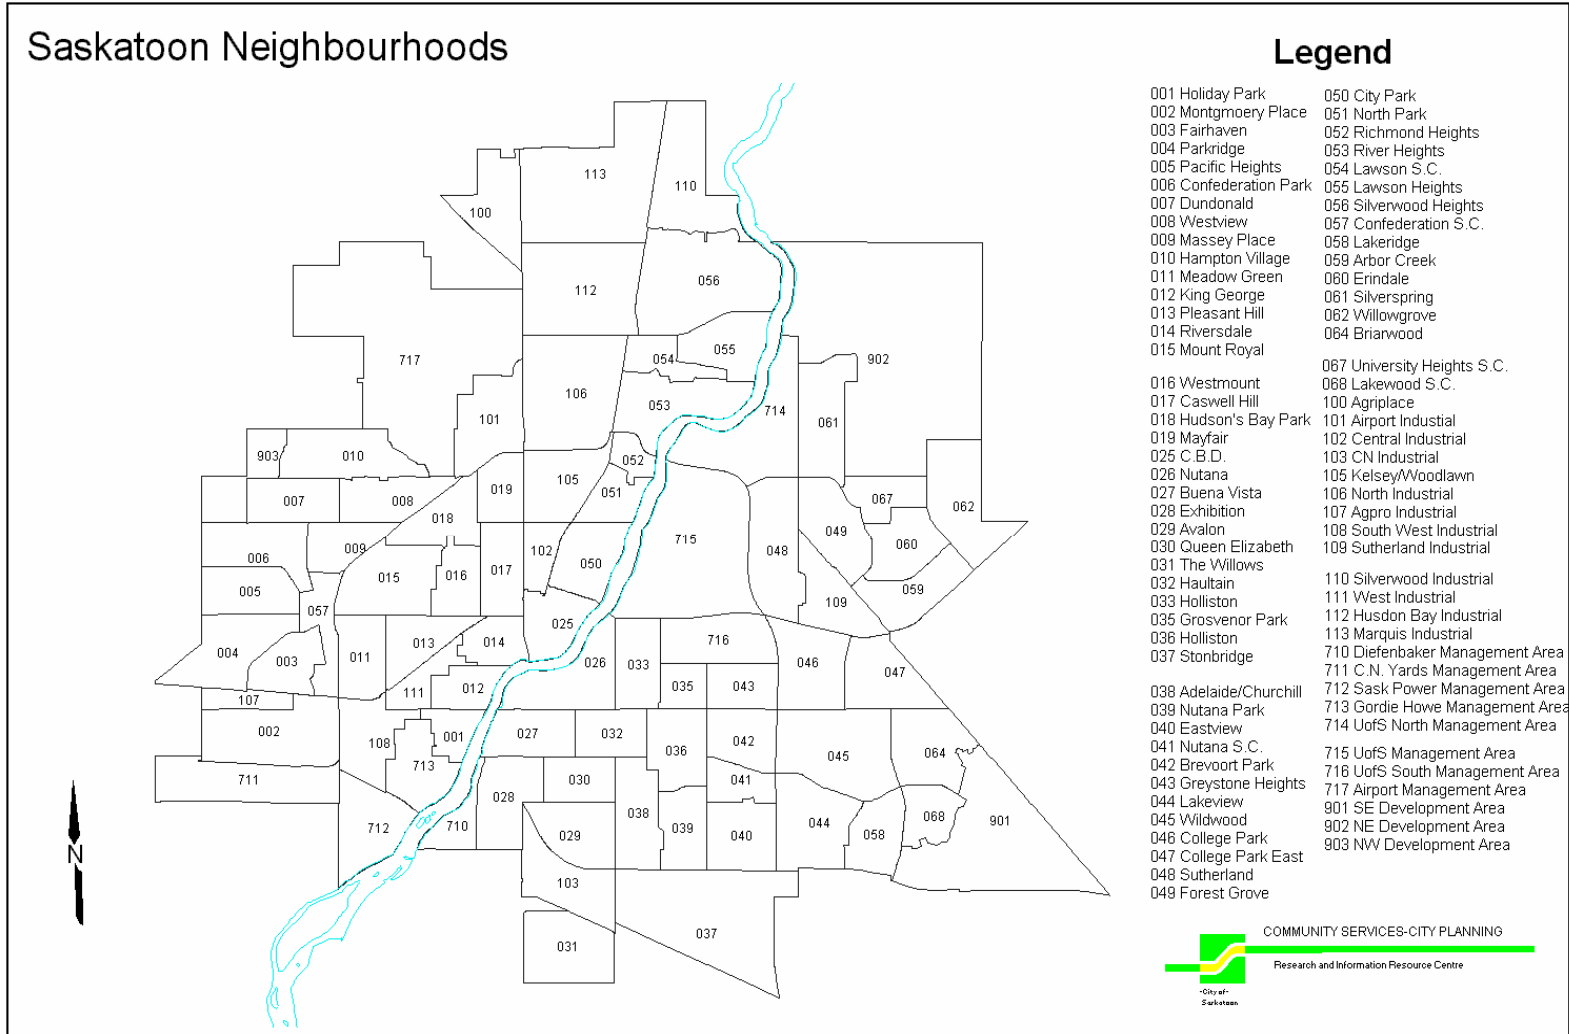 Saskatoon Neighbourhoods
Legend
001 Holiday Park
002 Montgmoery Place
003 Fairhaven
004 Parkridge
005 Pacific Heights
006 Confederation Park
007 Dundonald
008 Westview
009 Massey Place
010 Hampton Village
011 Meadow Green
012 King George
013 Pleasant Hill
014 Riversdale
015 Mount Royal
016 Westmount
017 Caswell Hill
018 Hudson's Bay Park
019 Mayfair
025 C.B.D.
026 Nutana
027 Buena Vista
028 Exhibition
029 Avalon
030 Queen Elizabeth
031 The Willows
032 Haultain
033 Holliston
035 Grosvenor Park
036 Holliston
037 Stonbridge
038 Adelaide/Churchill
039 Nutana Park
040 Eastview
041 Nutana S.C.
042 Brevoort Park
043 Greystone Heights
044 Lakeview
045 Wildwood
046 College Park
047 College Park East
048 Sutherland
049 Forest Grove
050 City Park
051 North Park
052 Richmond Heights
053 River Heights
054 Lawson S.C.
055 Lawson Heights
056 Silverwood Heights
057 Confederation S.C.
058 Lakeridge
059 Arbor Creek
060 Erindale
061 Silverspring
062 Willowgrove
064 Briarwood
067 University Heights S.C.
068 Lakewood S.C.
100 Agriplace
101 Airport Industial
102 Central Industrial
103 CN Industrial
105 Kelsey/Woodlawn
106 North Industrial
107 Agpro Industrial
108 South West Industrial
109 Sutherland Industrial
110 Silverwood Industrial
111 West Industrial
112 Husdon Bay Industrial
113 Marquis Industrial
710 Diefenbaker Management Area
711 C.N. Yards Management Area
712 Sask Power Management Area
713 Gordie Howe Management Area
714 UofS North Management Area
715 UofS Management Area
716 UofS South Management Area
717 Airport Management Area
901 SE Development Area
902 NE Development Area
903 NW Development Area
113
110
100
112
056
717
054
055
902
106
053
714
101
061
903
010
052
105
051
019
067
007
008
018
062
049
006
009
102
715
048
060
050
015
016
017
005
059
057
109
025
013
014
716
004
003
011
026
033
046
047
035
043
111
012
107
002
108
001
027
032
036
042
045
064
713
711
030
041
028
038
712
710
029
039
040
044
058
068
901
103
031
037
N
COMMUNITY SERVICES-CITY PLANNING
Research and Information Resource Centre
-City of-
Saskatoon